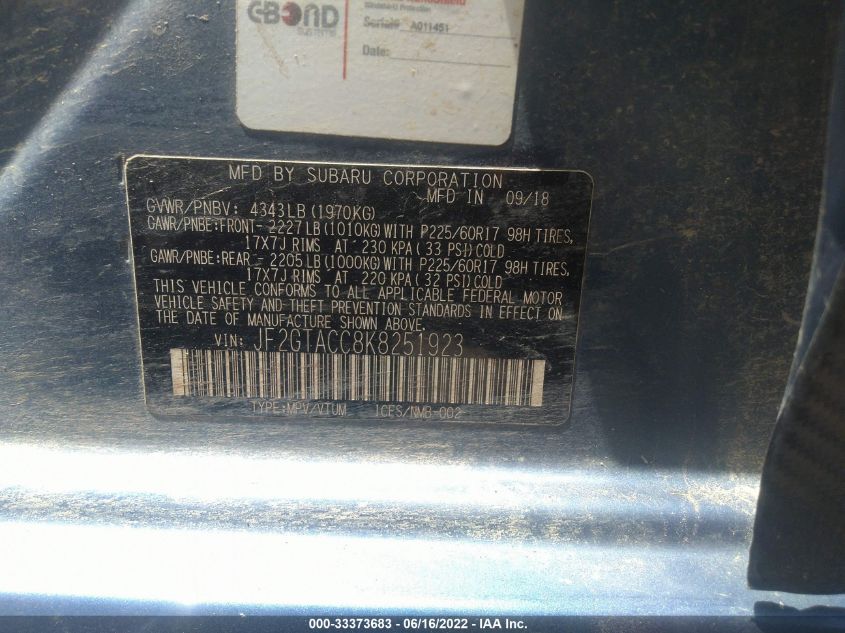 C-BOND
SYSTEMS
Windshield Protection
Serial# A011451
Date:
MFD BY SUBARU CORPORATION
MFD IN 09/18
GVWR/PNBV: 4343LB(1970KG)
GAWR/PNBE:FRONT- 2227LB(1010KG)WITH P225/60R17 98H TIRES,
17X7J RIMS AT 230 KPA(33 PSI)COLD
GAWR/PNBE:REAR - 2205LB(1000KG)WITH P225/60R17 98H TIRES,
17X7J RIMS AT 220 KPA(32 PSI)COLD
THIS VEHICLE CONFORMS TO ALL APPLICABLE FEDERAL MOTOR
VEHICLE SAFETY AND THEFT PREVENTION STANDARDS IN EFFECT ON
THE DATE OF MANUFACTURE SHOWN ABOVE.
VIN: JF2GTACC8K8251923
TYPE:MPV/VTUM ICES/NMB-002
000-33373683 - 06/16/2022 - IAA Inc.